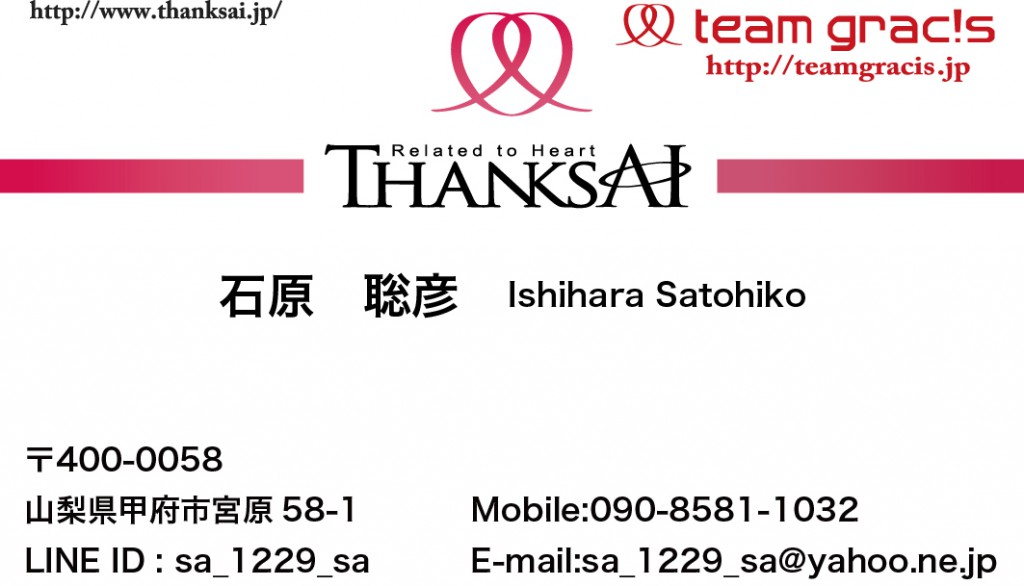 http://www.thanksai.jp/
team grac!s
http://teamgracis.jp
Related to Heart
THANKSAI
石原　聡彦　Ishihara Satohiko
〒400-0058
山梨県甲府市宮原 58-1　Mobile:090-8581-1032
LINE ID : sa_1229_sa　E-mail:sa_1229_sa@yahoo.ne.jp